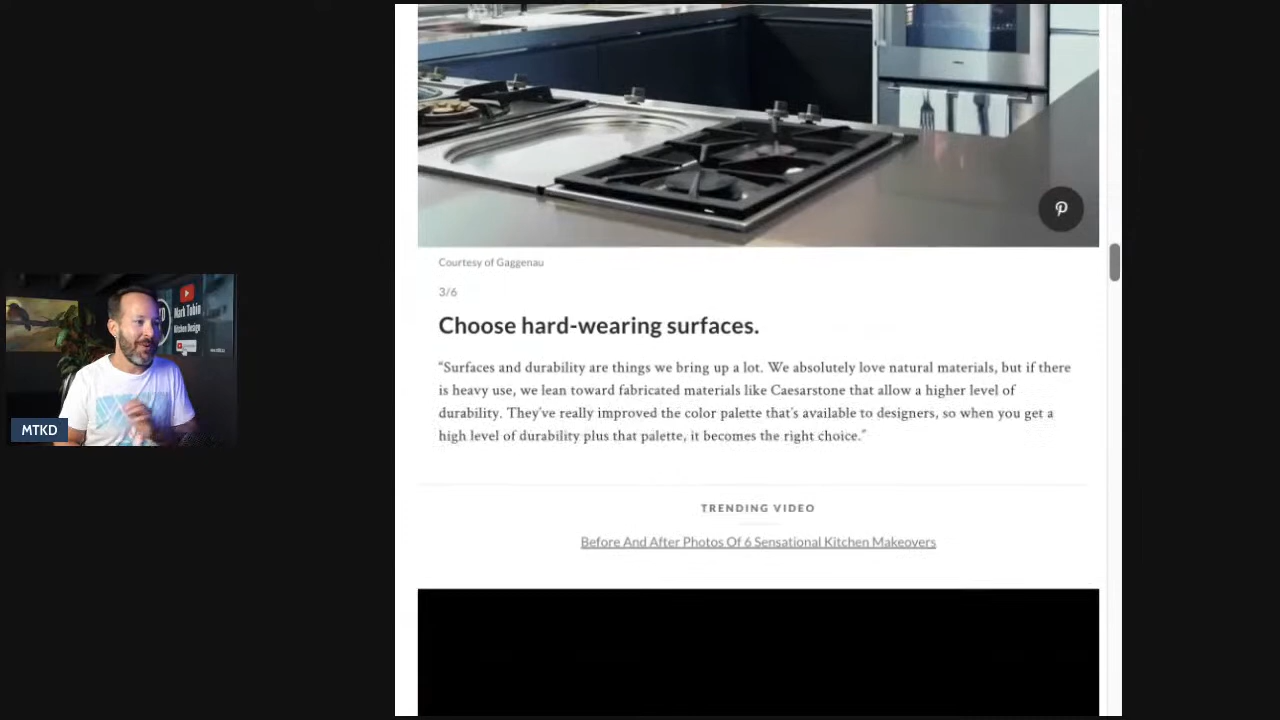 Courtesy of Gaggenau
3/6
Choose hard-wearing surfaces.
“Surfaces and durability are things we bring up a lot. We absolutely love natural materials, but if there
is heavy use, we lean toward fabricated materials like Caesarstone that allow a higher level of
durability. They’ve really improved the color palette that’s available to designers, so when you get a
high level of durability plus that palette, it becomes the right choice.”
TRENDING VIDEO
Before And After Photos Of 6 Sensational Kitchen Makeovers
Mark Tobin
Kitchen Design
MTKD